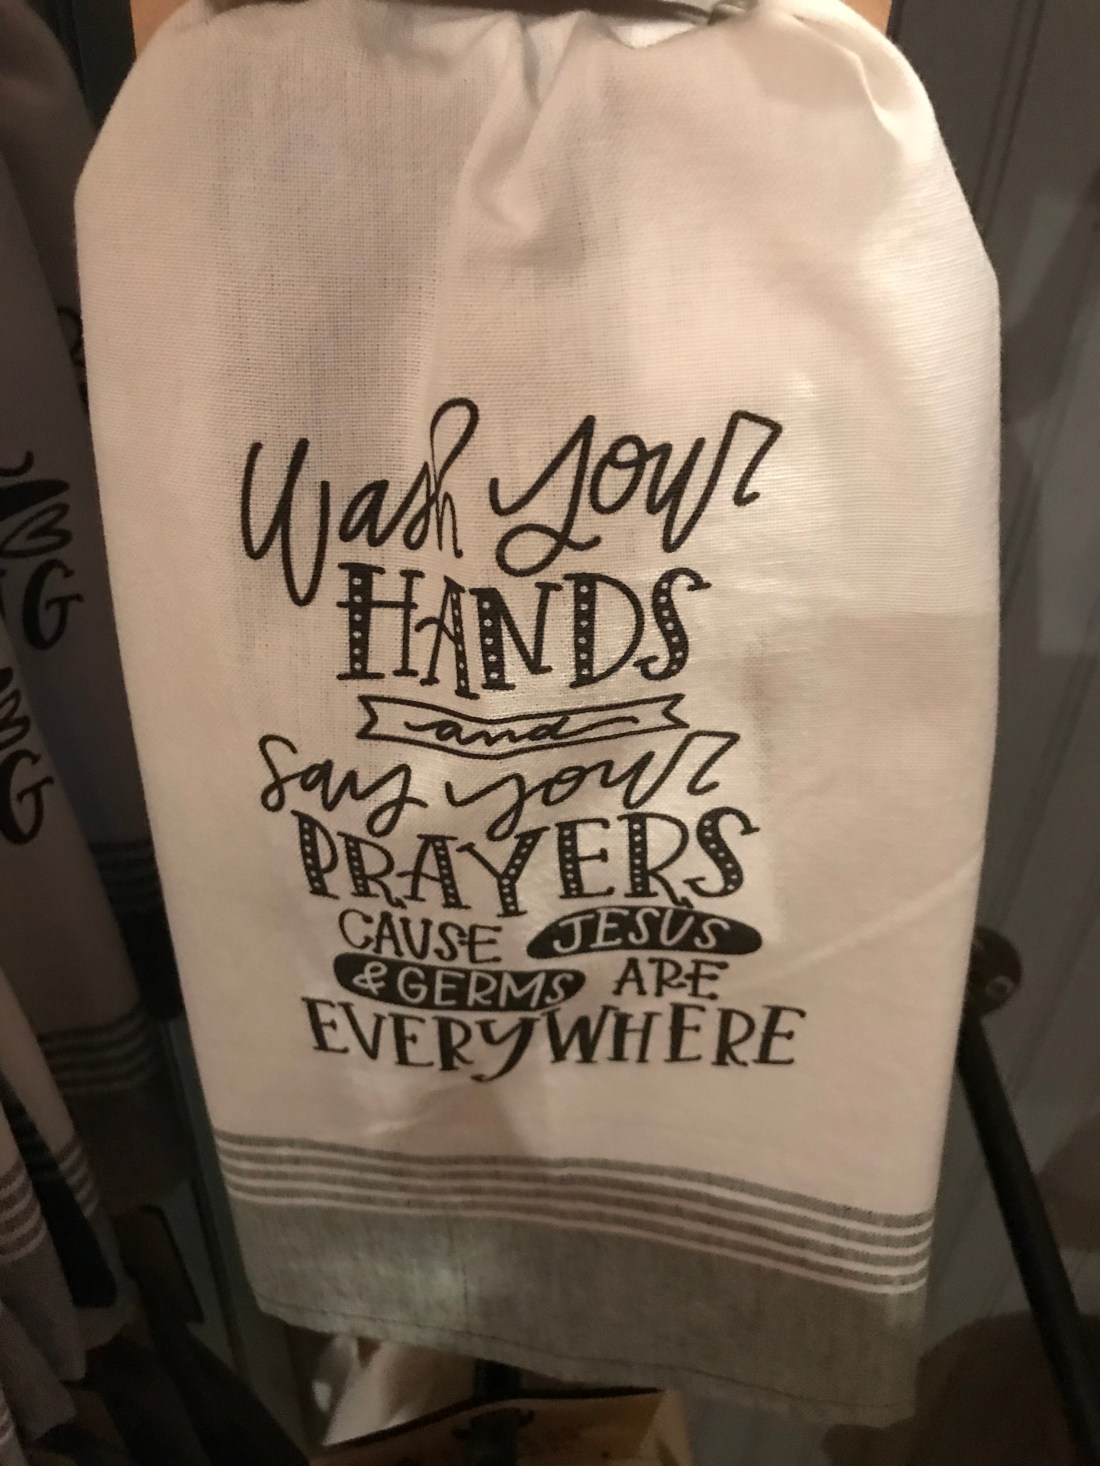 Wash your
HANDS
and
say your
PRAYERS
CAUSE JESUS
& GERMS ARE
EVERYWHERE